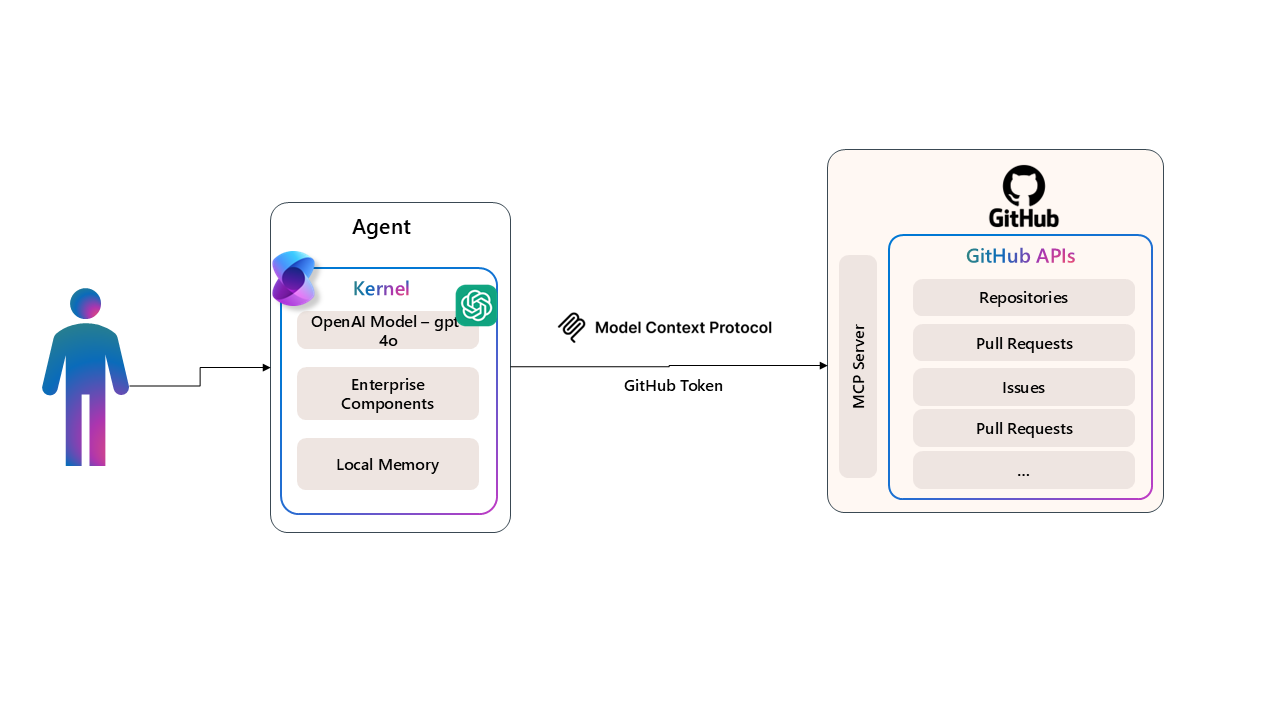 Agent
Kernel
OpenAI Model – gpt
4o
Enterprise
Components
Local Memory
Model Context Protocol
GitHub Token
MCP Server
GitHub
GitHub APIs
Repositories
Pull Requests
Issues
Pull Requests
...